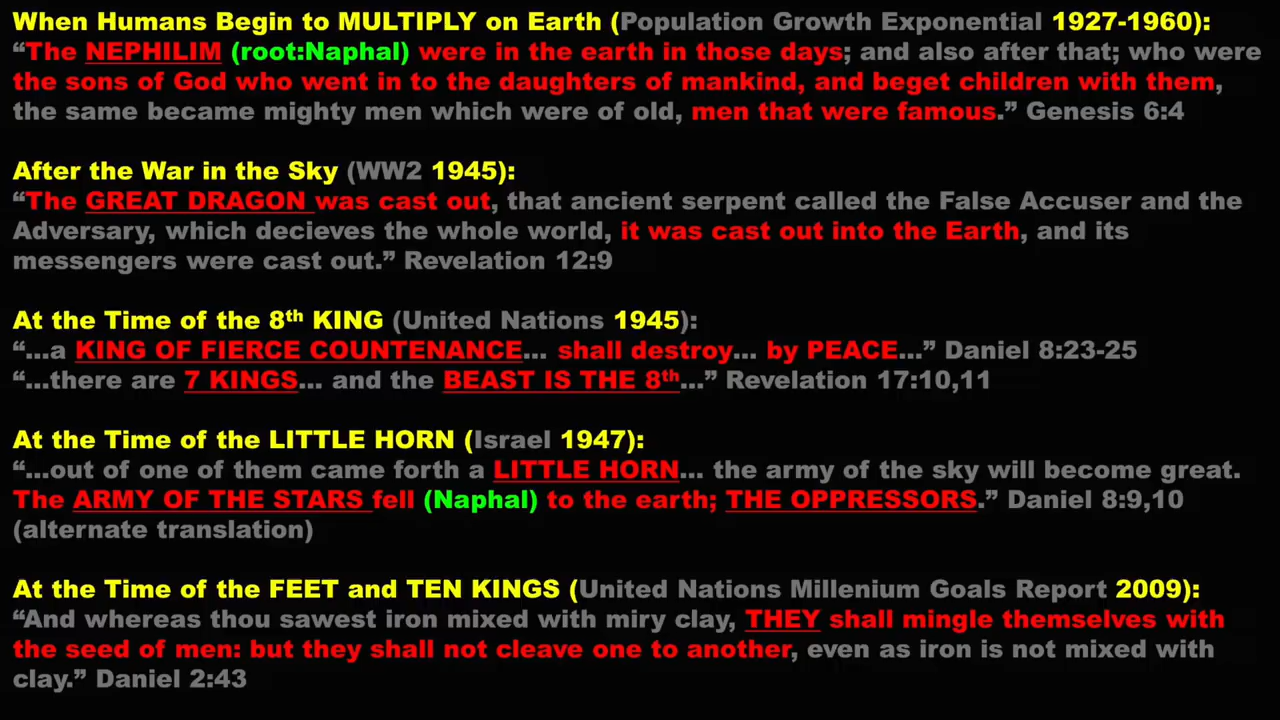 When Humans Begin to MULTIPLY on Earth (Population Growth Exponential 1927-1960):
“The NEPHILIM (root:Naphal) were in the earth in those days; and also after that; who were
the sons of God who went in to the daughters of mankind, and beget children with them,
the same became mighty men which were of old, men that were famous.” Genesis 6:4
After the War in the Sky (WW2 1945):
“The GREAT DRAGON was cast out, that ancient serpent called the False Accuser and the
Adversary, which decieves the whole world, it was cast out into the Earth, and its
messengers were cast out.” Revelation 12:9
At the Time of the 8th KING (United Nations 1945):
“...a KING OF FIERCE COUNTENANCE... shall destroy... by PEACE...” Daniel 8:23-25
“...there are 7 KINGS... and the BEAST IS THE 8th...” Revelation 17:10,11
At the Time of the LITTLE HORN (Israel 1947):
“...out of one of them came forth a LITTLE HORN... the army of the sky will become great.
The ARMY OF THE STARS fell (Naphal) to the earth; THE OPPRESSORS.” Daniel 8:9,10
(alternate translation)
At the Time of the FEET and TEN KINGS (United Nations Millenium Goals Report 2009):
“And whereas thou sawest iron mixed with miry clay, THEY shall mingle themselves with
the seed of men: but they shall not cleave one to another, even as iron is not mixed with
clay.” Daniel 2:43